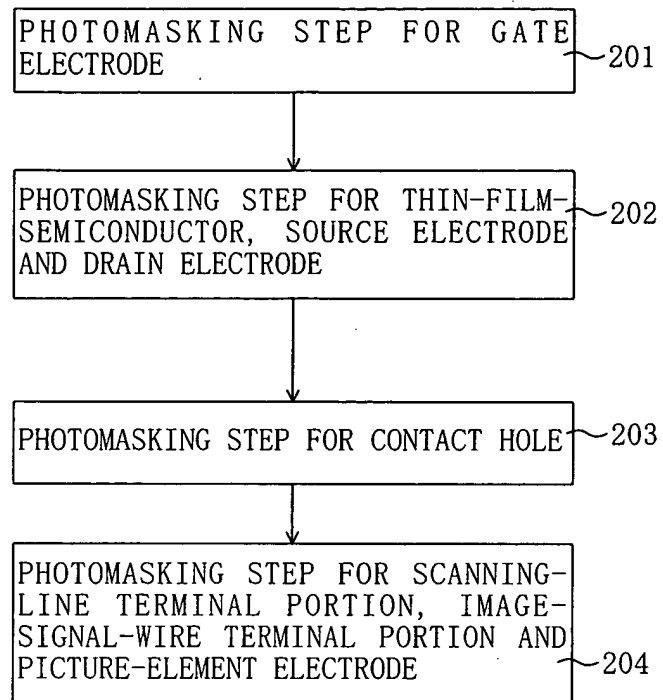 PHOTOMASKING STEP FOR GATE
ELECTRODE
201
PHOTOMASKING STEP FOR THIN-FILM-
SEMICONDUCTOR, SOURCE ELECTRODE
AND DRAIN ELECTRODE
202
PHOTOMASKING STEP FOR CONTACT HOLE
203
PHOTOMASKING STEP FOR SCANNING-
LINE TERMINAL PORTION, IMAGE-
SIGNAL-WIRE TERMINAL PORTION AND
PICTURE-ELEMENT ELECTRODE
204